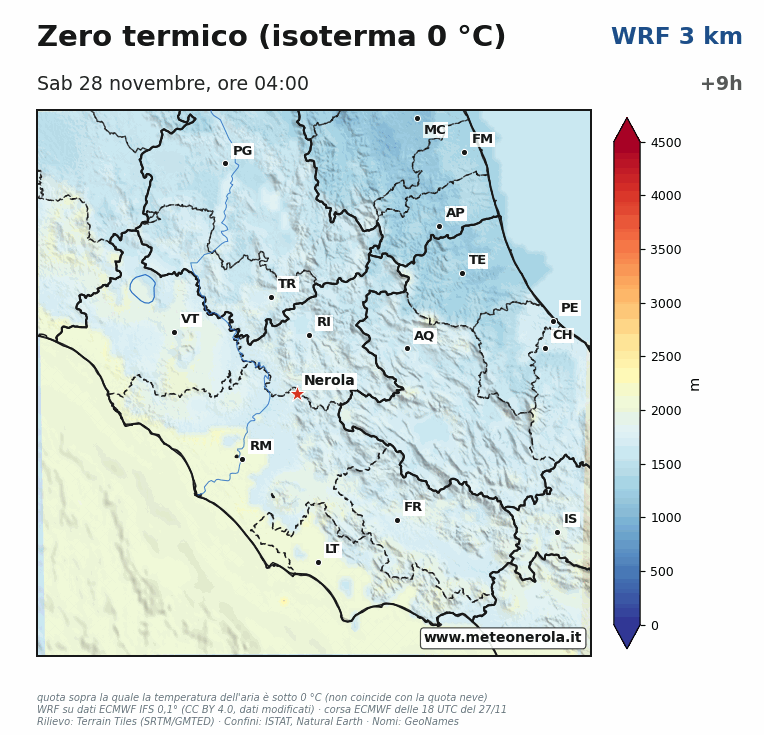 Zero termico (isoterma 0 °C)
WRF 3 km
Sab 28 novembre, ore 04:00
+9h
MC
FM
PG
AP
TE
TR
PE
VT
RI
AQ
CH
Nerola
RM
FR
IS
LT
www.meteonerola.it
4500
4000
3500
3000
2500
2000
1500
1000
500
0
m
quota sopra la quale la temperatura dell'aria è sotto 0 °C (non coincide con la quota neve)
WRF su dati ECMWF IFS 0,1° (CC BY 4.0, dati modificati) · corsa ECMWF delle 18 UTC del 27/11
Rilievo: Terrain Tiles (SRTM/GMTED) · Confini: ISTAT, Natural Earth · Nomi: GeoNames